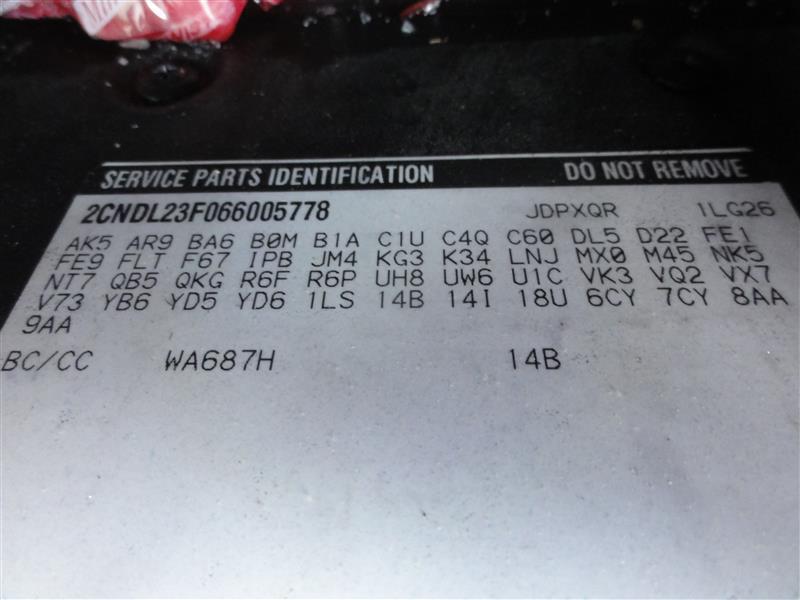 SERVICE PARTS IDENTIFICATION DO NOT REMOVE
2CNDL23F066005778 JDPXQR 1LG26
AK5 AR9 BA6 B0M B1A C1U C4Q C60 DL5 D22 FE1
FE9 FLT F67 IPB JM4 KG3 K34 LNJ MX0 M45 NK5
NT7 QB5 QKG R6F R6P UH8 UW6 U1C VK3 VQ2 VX7
V73 YB6 YD5 YD6 1LS 14B 14I 18U 6CY 7CY 8AA
9AA
BC/CC WA687H 14B